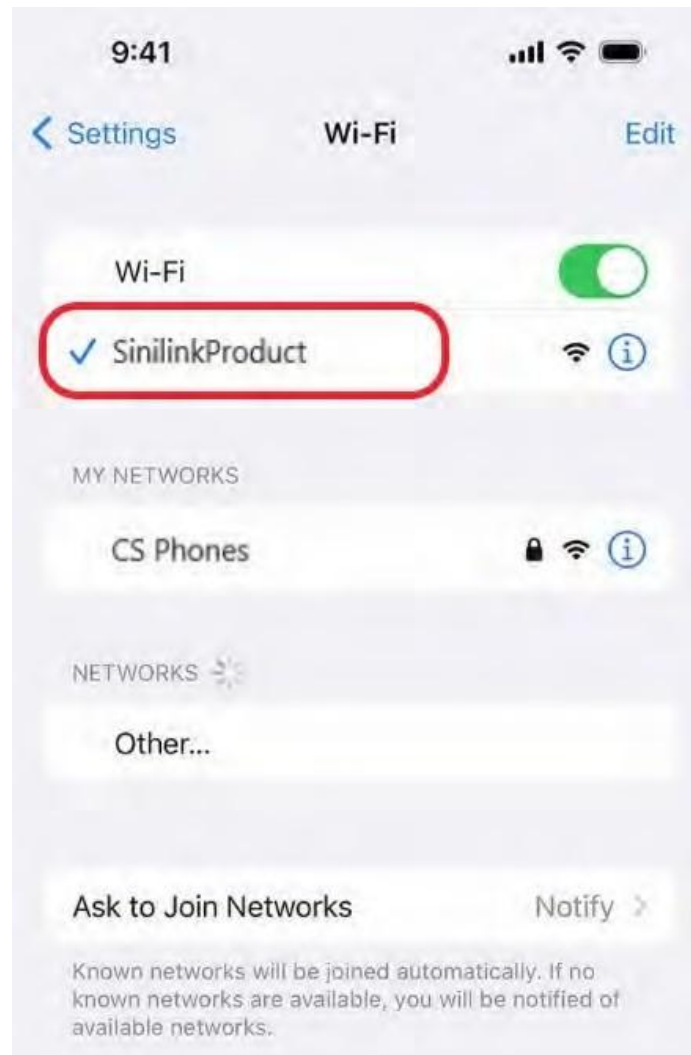 9:41
Settings Wi-Fi Edit
Wi-Fi
SinilinkProduct
MY NETWORKS
CS Phones
NETWORKS
Other...
Ask to Join Networks Notify
Known networks will be joined automatically. If no
known networks are available, you will be notified of
available networks.